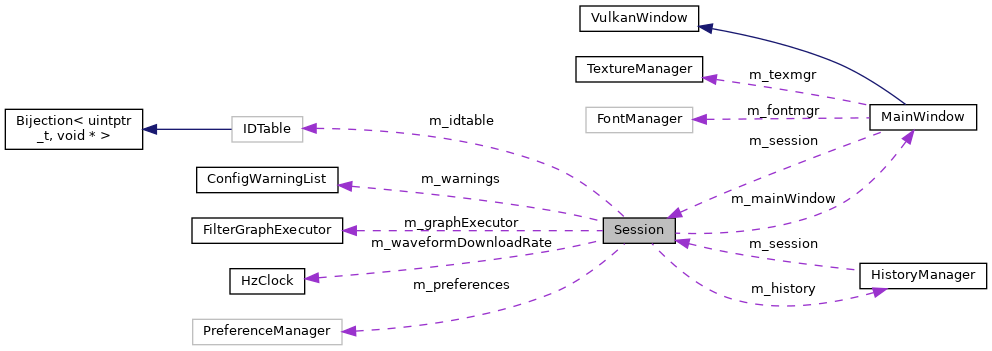 VulkanWindow
TextureManager
m_texmgr
FontManager
m_fontmgr
MainWindow
Bijection< uintptr
_t, void * >
IDTable
m_idtable
m_session
ConfigWarningList
m_warnings
m_mainWindow
FilterGraphExecutor
m_graphExecutor
Session
m_waveformDownloadRate
m_session
HzClock
HistoryManager
m_preferences
m_history
PreferenceManager